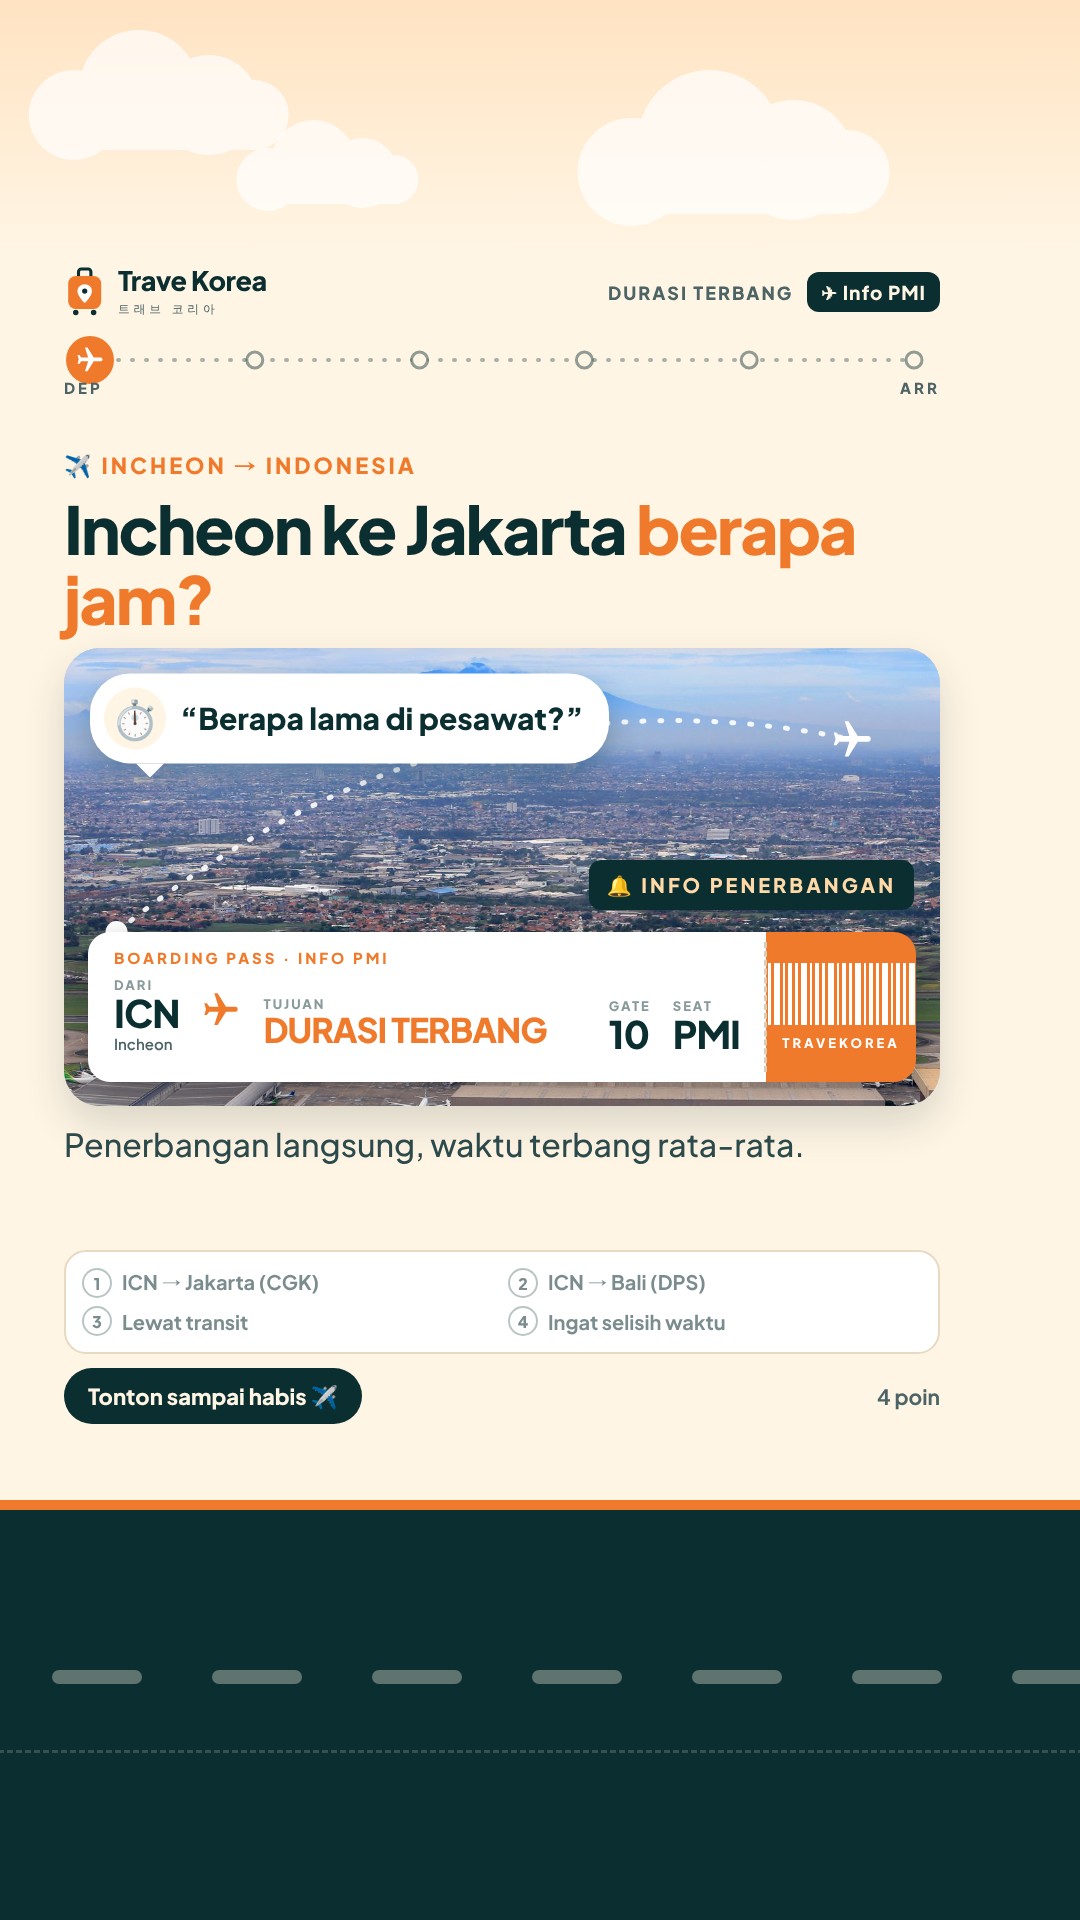 Trave Korea
트래브 코리아
DURASI TERBANG
✈ Info PMI
DEP
ARR
✈️ INCHEON → INDONESIA
Incheon ke Jakarta berapa
jam?
⏱️ “Berapa lama di pesawat?”
🔔 INFO PENERBANGAN
BOARDING PASS · INFO PMI
DARI
ICN
Incheon
TUJUAN
DURASI TERBANG
GATE
10
SEAT
PMI
TRAVEKOREA
Penerbangan langsung, waktu terbang rata-rata.
1 ICN → Jakarta (CGK)
2 ICN → Bali (DPS)
3 Lewat transit
4 Ingat selisih waktu
Tonton sampai habis ✈️
4 poin